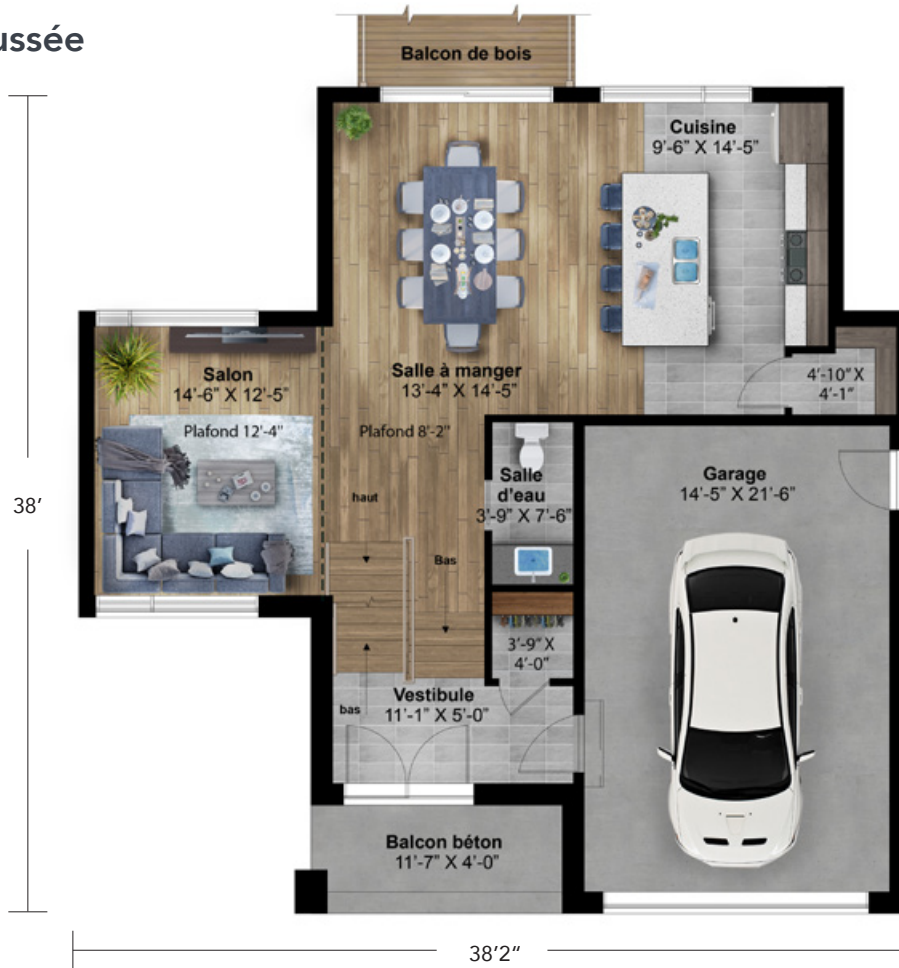 ussée
Balcon de bois
Cuisine
9'-6" X 14'-5"
Salon
14'-6" X 12'-5"
Plafond 12'-4"
Salle à manger
13'-4" X 14'-5"
Plafond 8'-2"
4'-10" X
4'-1"
haut
Bas
Salle
d'eau
3'-9" X 7'-6"
Garage
14'-5" X 21'-6"
38'
3'-9" X
4'-0"
bas
Vestibule
11'-1" X 5'-0"
Balcon béton
11'-7" X 4'-0"
38'2"